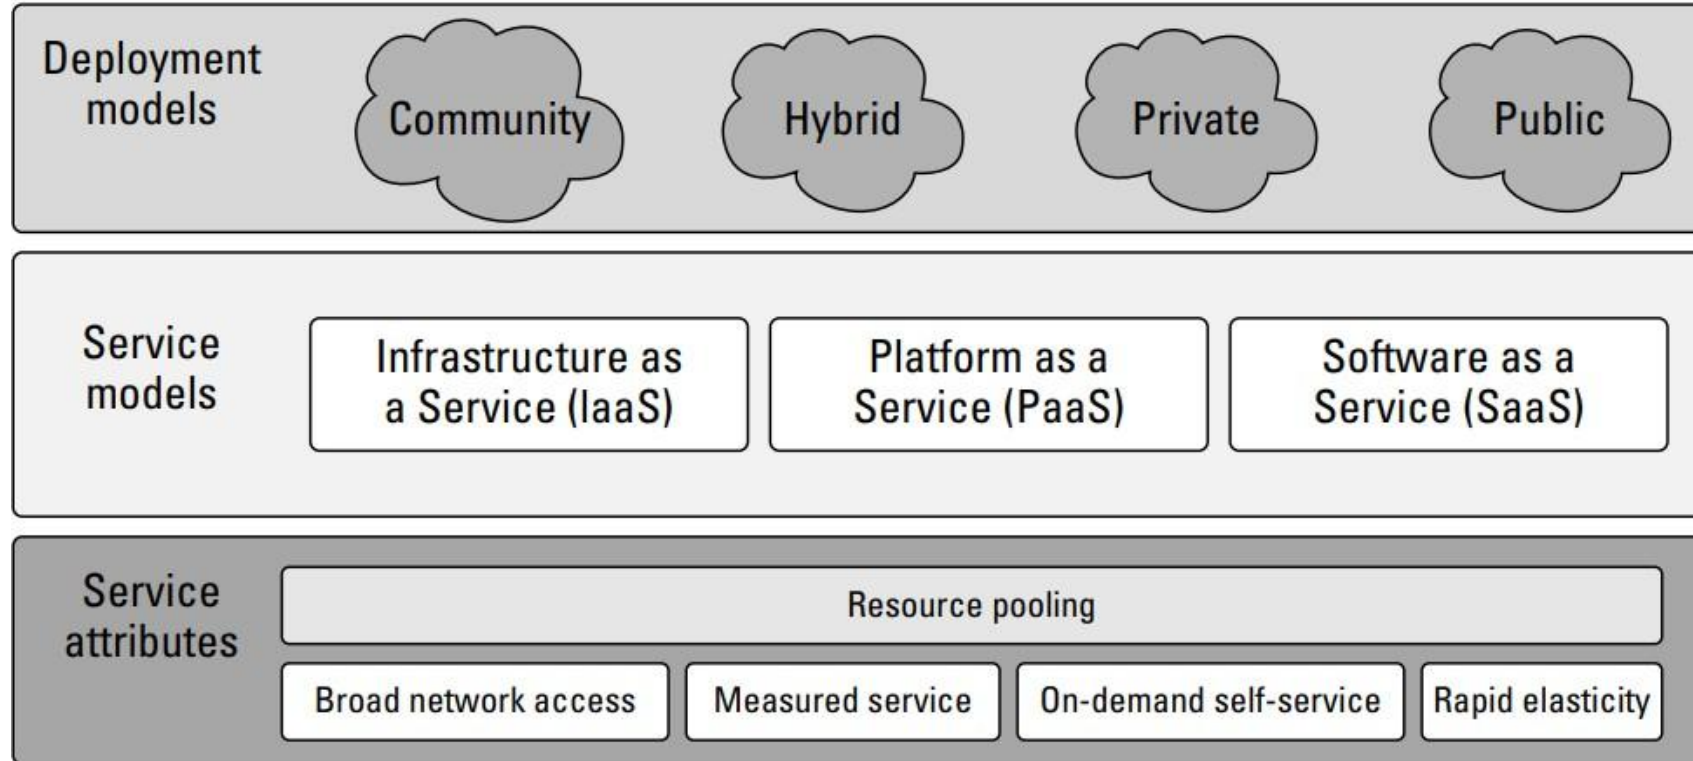 Deployment
models
Community
Hybrid
Private
Public
Service
models
Infrastructure as
a Service (IaaS)
Platform as a
Service (PaaS)
Software as a
Service (SaaS)
Service
attributes
Resource pooling
Broad network access
Measured service
On-demand self-service
Rapid elasticity